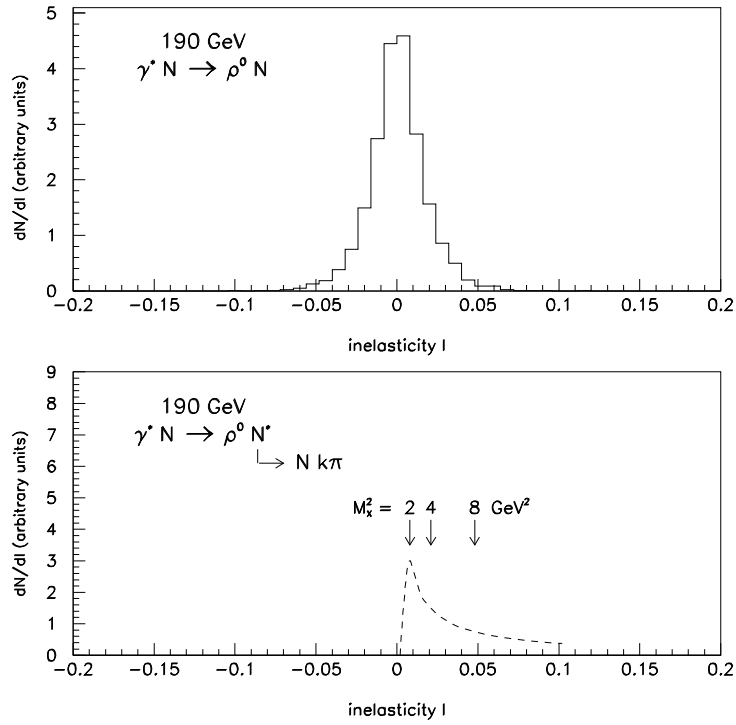 190 GeV
γ* N → ρ⁰ N
dN/dI (arbitrary units)
5
4
3
2
1
0
-0.2 -0.15 -0.1 -0.05 0 0.05 0.1 0.15 0.2
inelasticity I
190 GeV
γ* N → ρ⁰ N*
N kπ
M²ₓ = 2 4 8 GeV²
dN/dI (arbitrary units)
9
8
7
6
5
4
3
2
1
0
-0.2 -0.15 -0.1 -0.05 0 0.05 0.1 0.15 0.2
inelasticity I